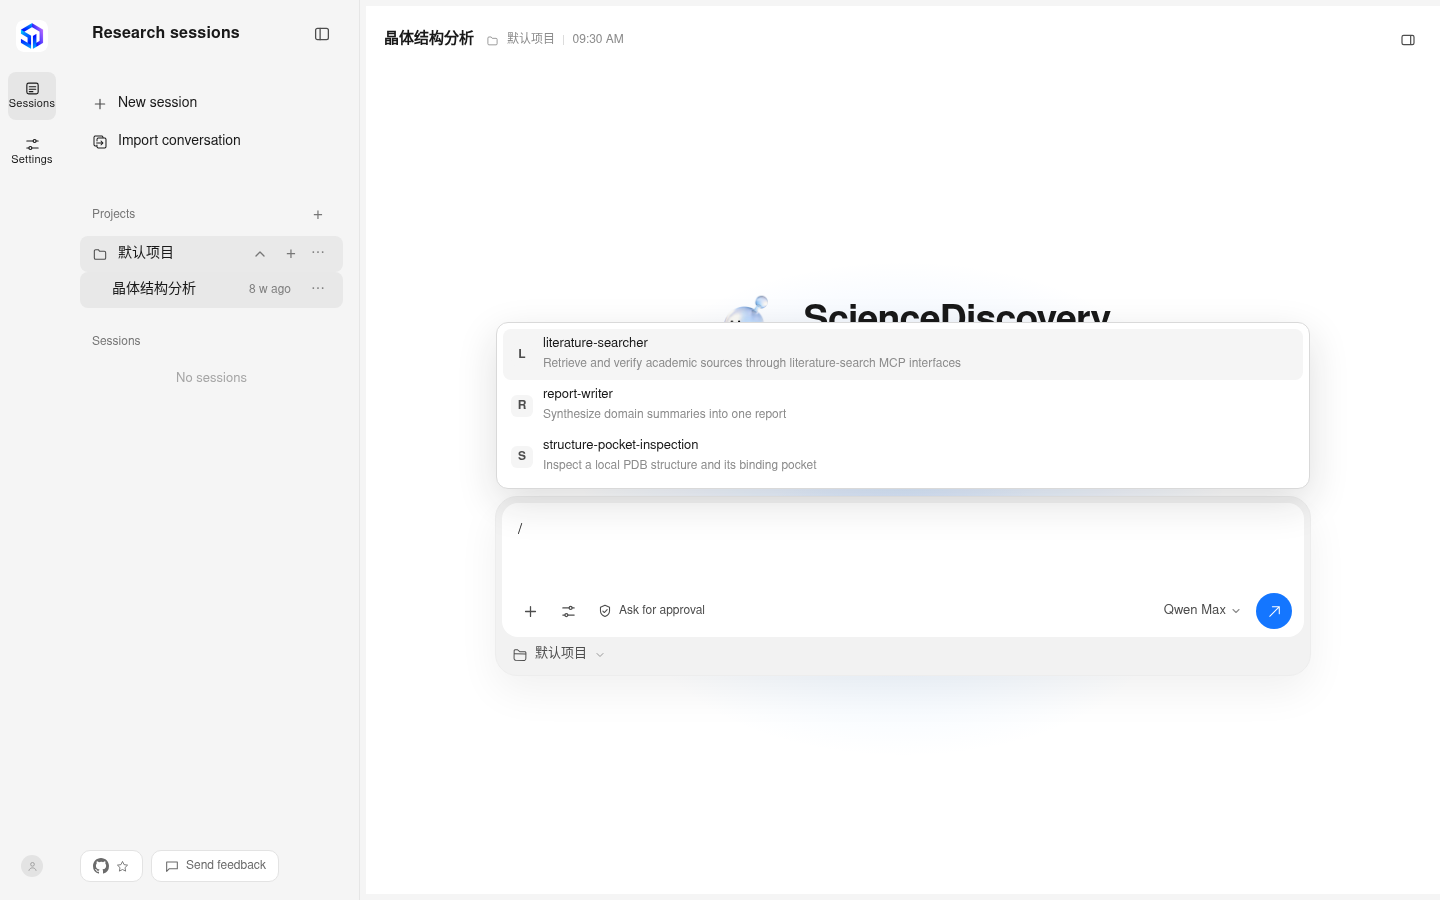 Research sessions
Sessions
Settings
New session
Import conversation
Projects
默认项目
晶体结构分析
8 w ago
Sessions
No sessions
Send feedback
晶体结构分析
默认项目
09:30 AM
ScienceDiscovery
L
literature-searcher
Retrieve and verify academic sources through literature-search MCP interfaces
R
report-writer
Synthesize domain summaries into one report
S
structure-pocket-inspection
Inspect a local PDB structure and its binding pocket
/
Ask for approval
Qwen Max
默认项目